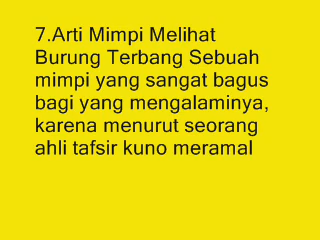 7.Arti Mimpi Melihat
Burung Terbang Sebuah
mimpi yang sangat bagus
bagi yang mengalaminya,
karena menurut seorang
ahli tafsir kuno meramal